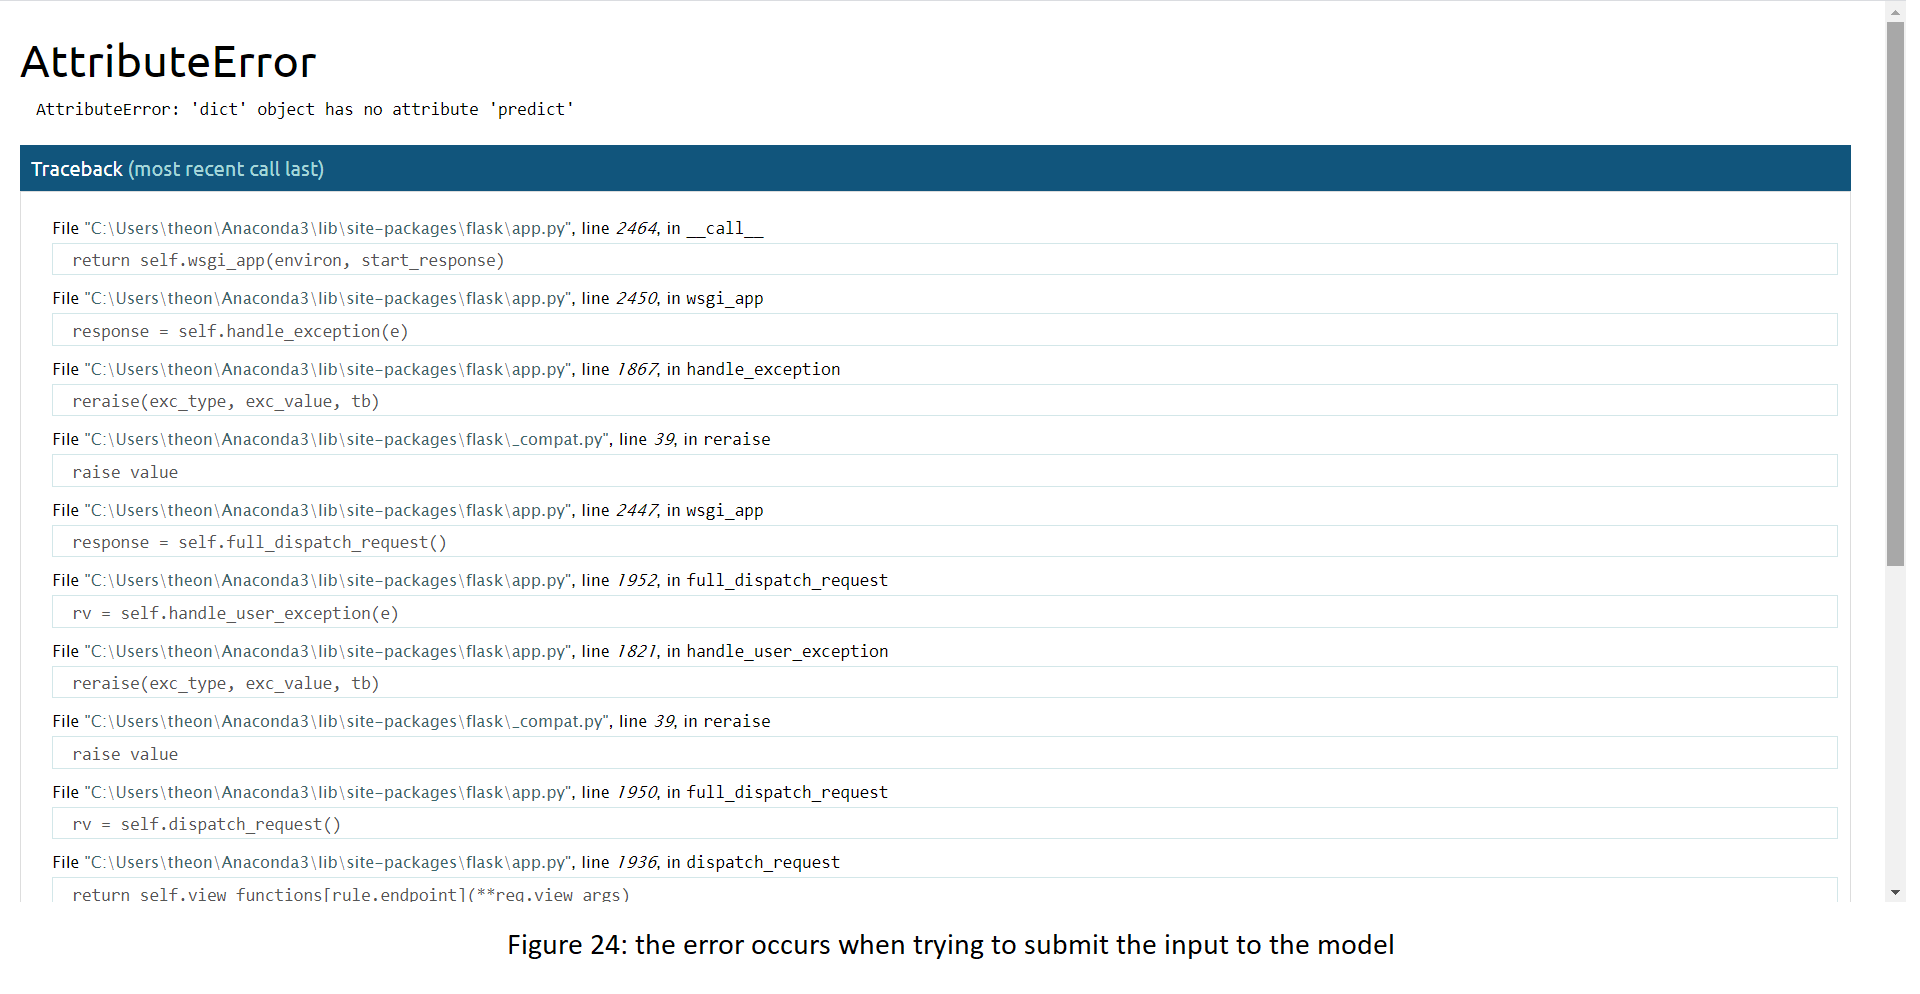 AttributeError
AttributeError: 'dict' object has no attribute 'predict'
Traceback (most recent call last)
File "C:\Users\theon\Anaconda3\lib\site-packages\flask\app.py", line 2464, in __call__
return self.wsgi_app(environ, start_response)
File "C:\Users\theon\Anaconda3\lib\site-packages\flask\app.py", line 2450, in wsgi_app
response = self.handle_exception(e)
File "C:\Users\theon\Anaconda3\lib\site-packages\flask\app.py", line 1867, in handle_exception
reraise(exc_type, exc_value, tb)
File "C:\Users\theon\Anaconda3\lib\site-packages\flask\_compat.py", line 39, in reraise
raise value
File "C:\Users\theon\Anaconda3\lib\site-packages\flask\app.py", line 2447, in wsgi_app
response = self.full_dispatch_request()
File "C:\Users\theon\Anaconda3\lib\site-packages\flask\app.py", line 1952, in full_dispatch_request
rv = self.handle_user_exception(e)
File "C:\Users\theon\Anaconda3\lib\site-packages\flask\app.py", line 1821, in handle_user_exception
reraise(exc_type, exc_value, tb)
File "C:\Users\theon\Anaconda3\lib\site-packages\flask\_compat.py", line 39, in reraise
raise value
File "C:\Users\theon\Anaconda3\lib\site-packages\flask\app.py", line 1950, in full_dispatch_request
rv = self.dispatch_request()
File "C:\Users\theon\Anaconda3\lib\site-packages\flask\app.py", line 1936, in dispatch_request
return self.view_functions[rule.endpoint](**req.view_args)
Figure 24: the error occurs when trying to submit the input to the model